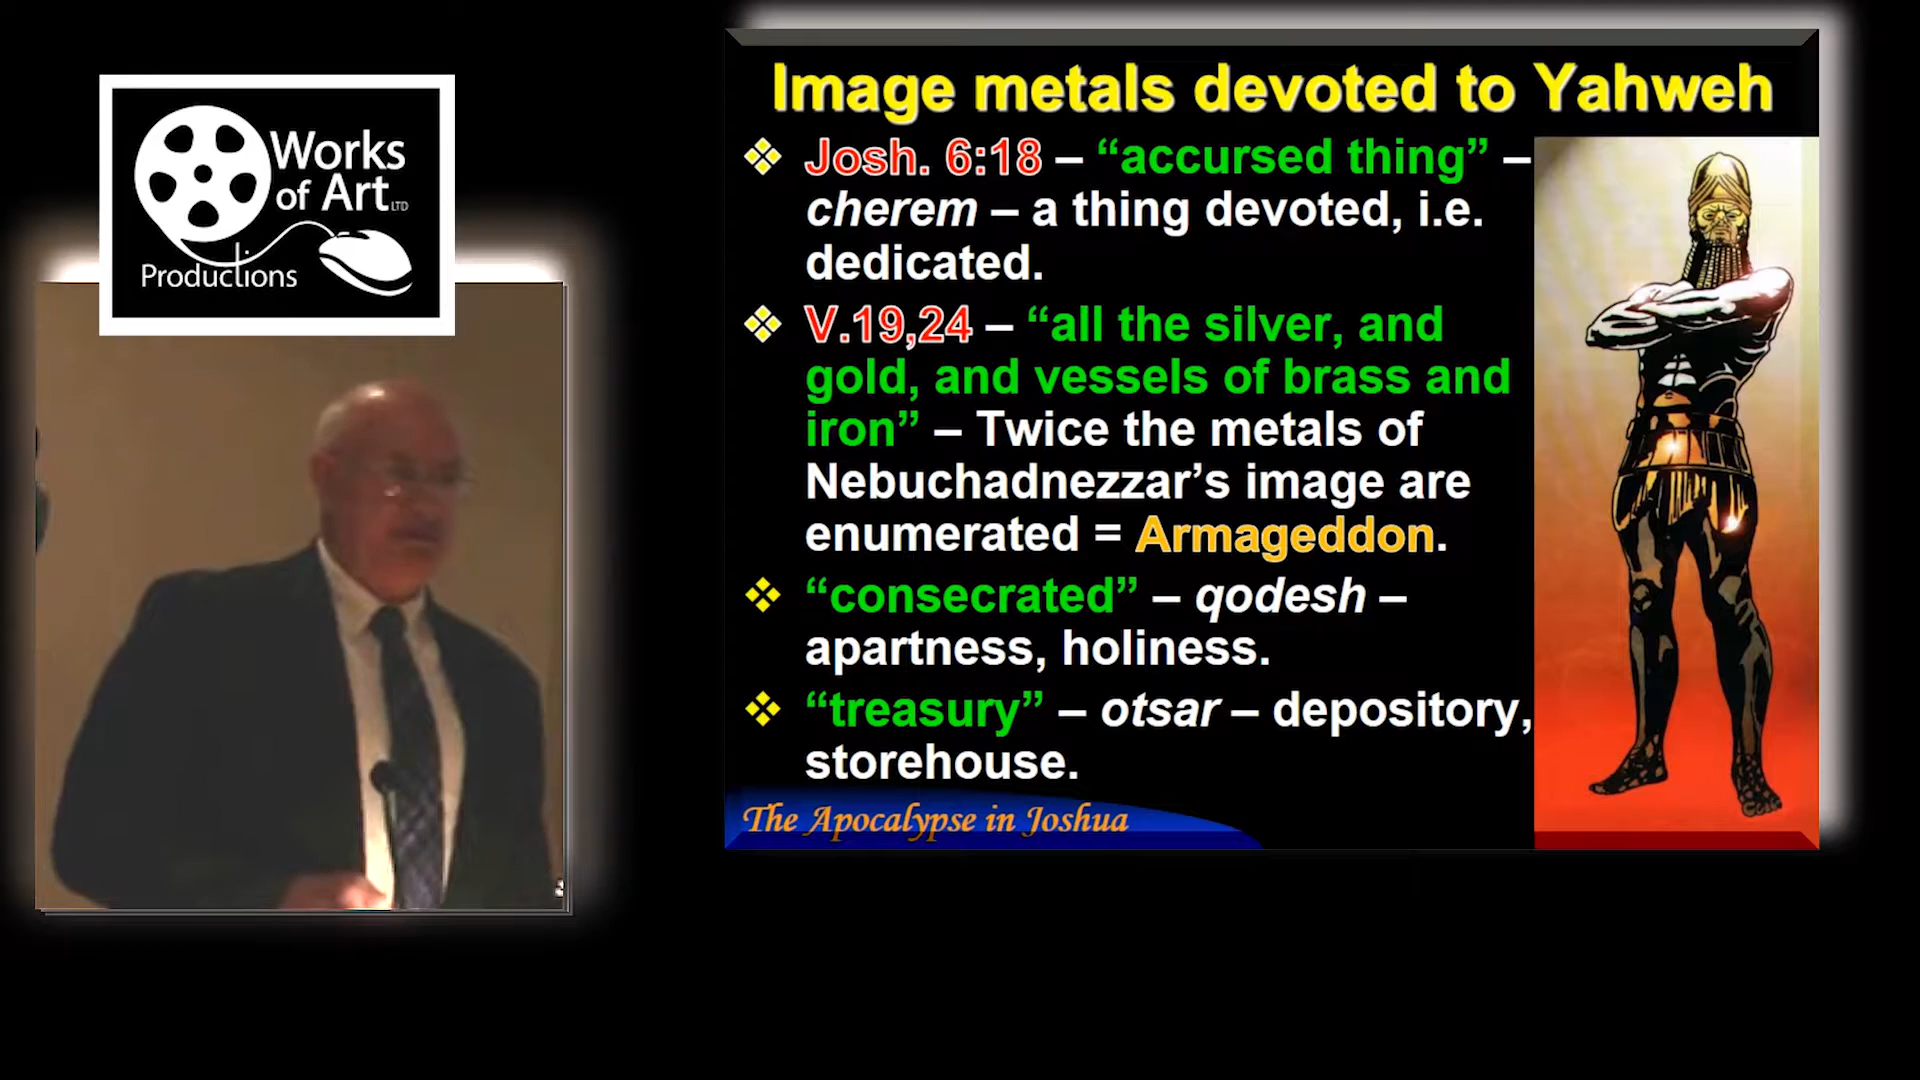 Works
of Art LTD
Productions
Image metals devoted to Yahweh
Josh. 6:18 – “accursed thing” –
cherem – a thing devoted, i.e.
dedicated.
V.19,24 – “all the silver, and
gold, and vessels of brass and
iron” – Twice the metals of
Nebuchadnezzar’s image are
enumerated = Armageddon.
“consecrated” – qodesh –
apartness, holiness.
“treasury” – otsar – depository,
storehouse.
The Apocalypse in Joshua